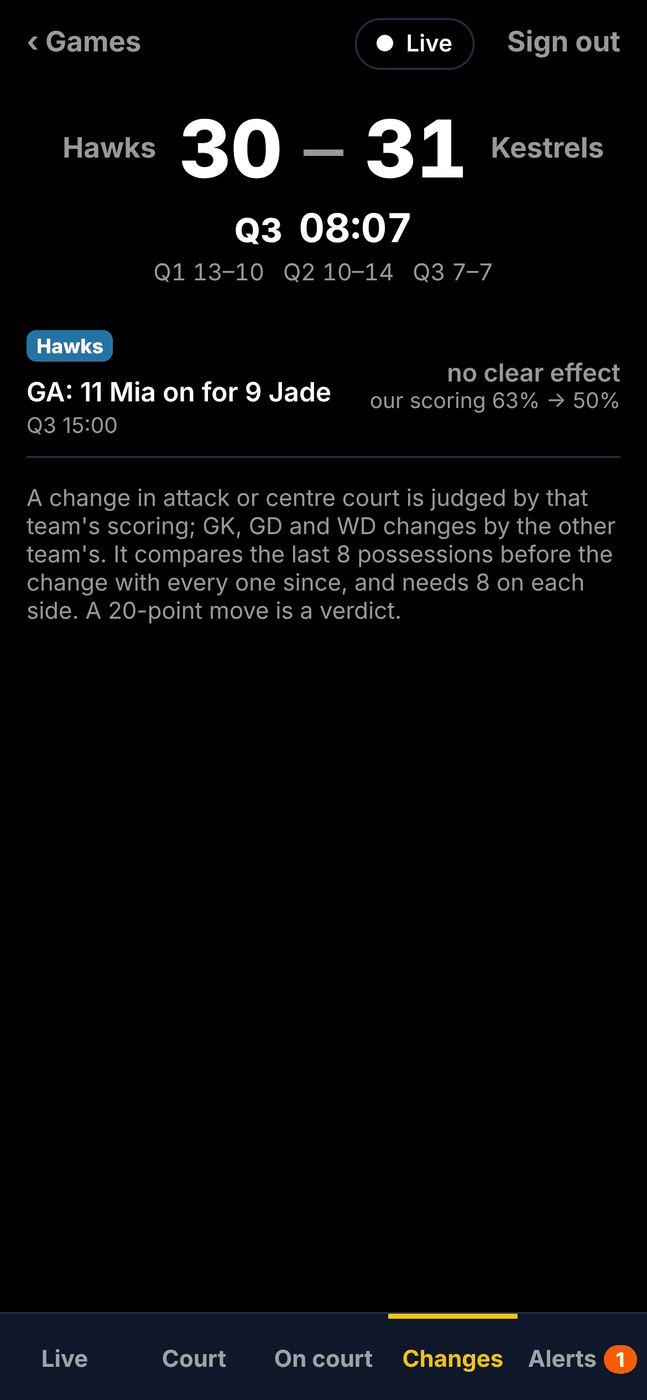 ‹ Games
Live
Sign out
Hawks 30 – 31 Kestrels
Q3 08:07
Q1 13–10 Q2 10–14 Q3 7–7
Hawks
GA: 11 Mia on for 9 Jade
Q3 15:00
no clear effect
our scoring 63% → 50%
A change in attack or centre court is judged by that
team's scoring; GK, GD and WD changes by the other
team's. It compares the last 8 possessions before the
change with every one since, and needs 8 on each
side. A 20-point move is a verdict.
Live
Court
On court
Changes
Alerts 1